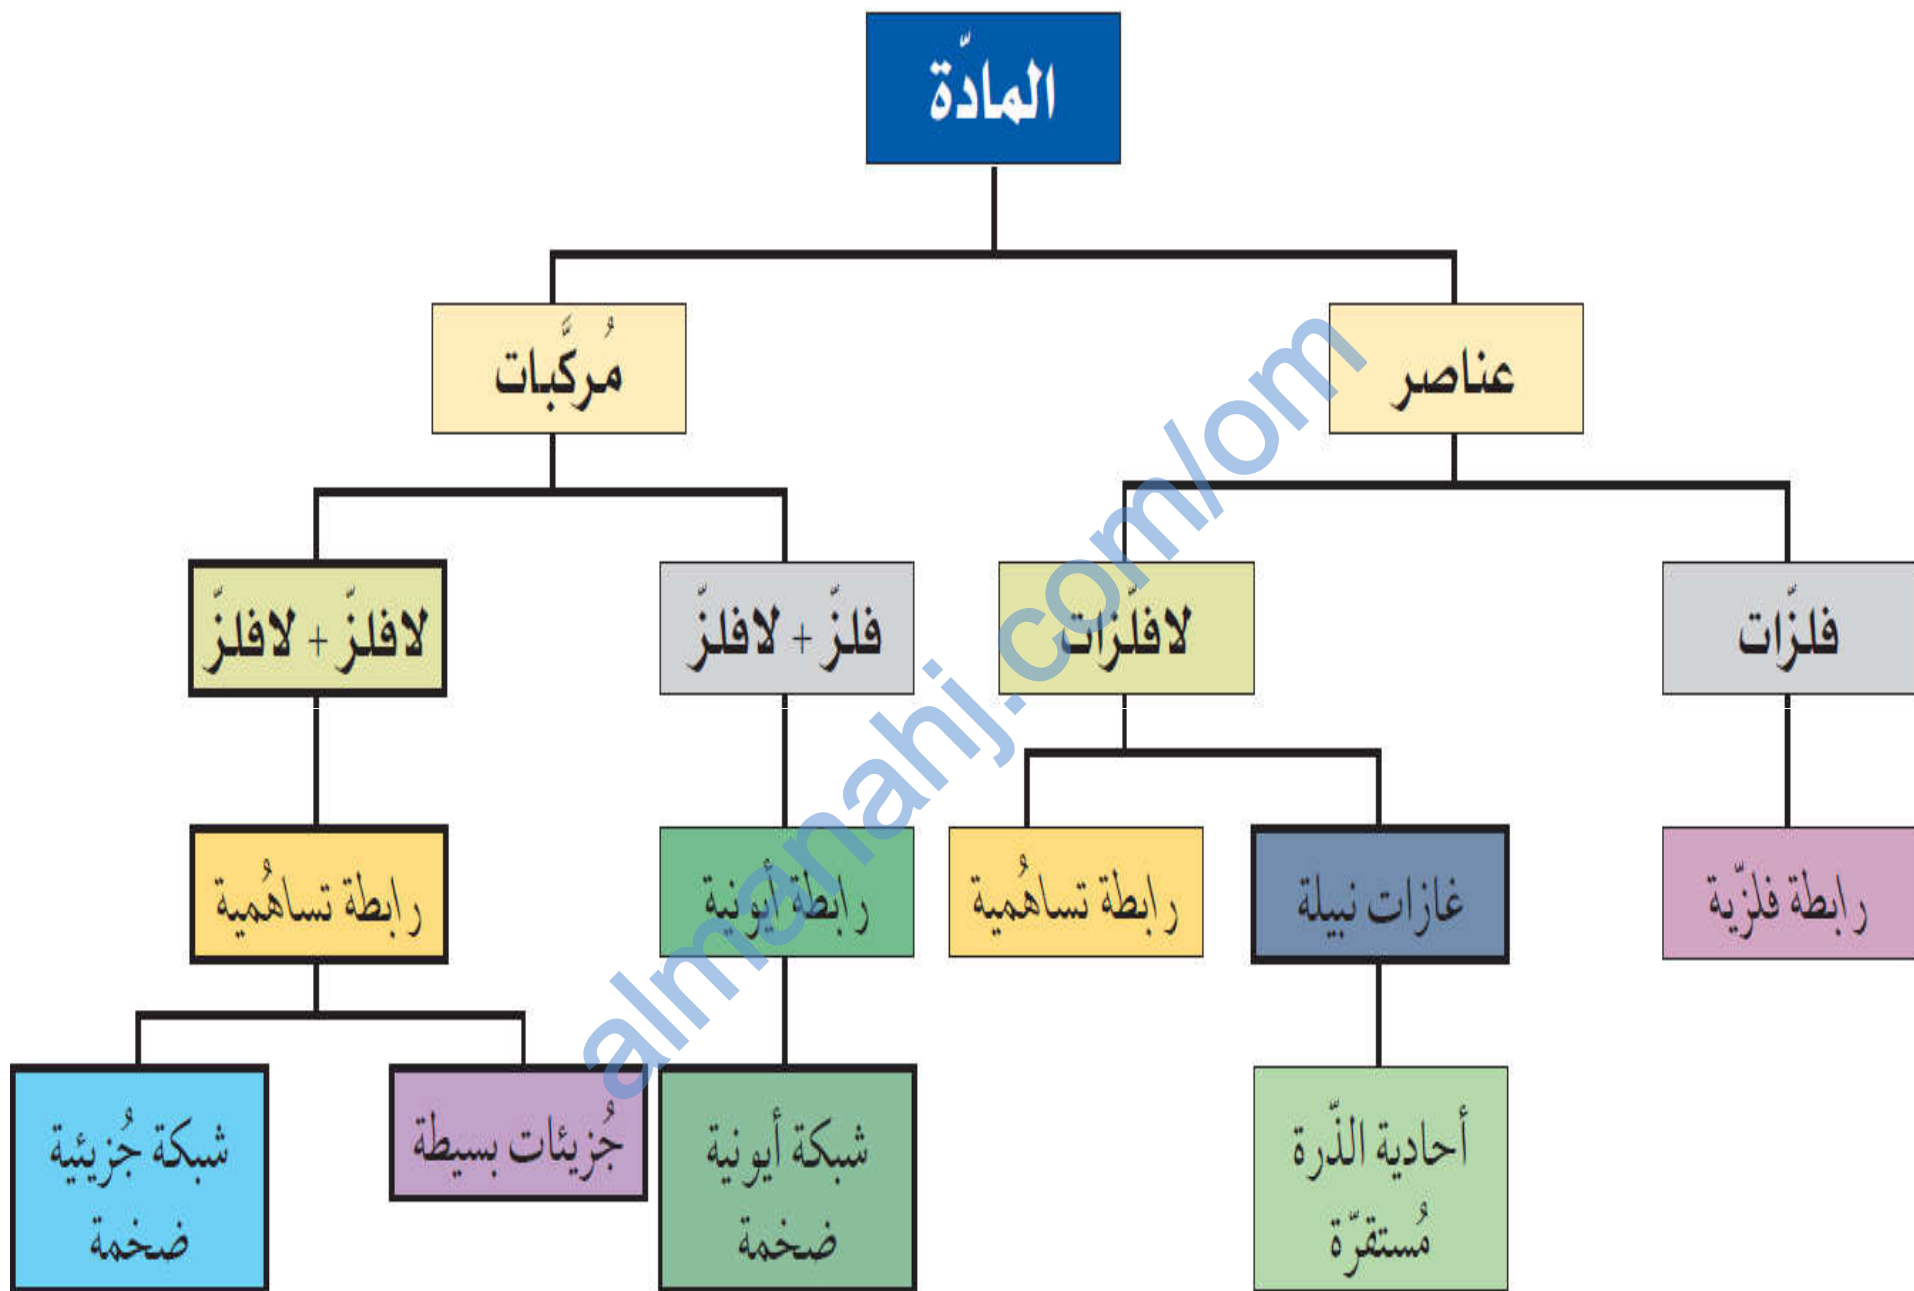 المادّة
عناصر
مُركَّبات
فلزّات
لافلّزات
فلزّ + لافلزّ
لافلزّ + لافلزّ
رابطة فلزّية
غازات نبيلة
رابطة تساهُمية
رابطة أيونية
رابطة تساهُمية
أحادية الذّرة
مُستقرّة
شبكة أيونية
ضخمة
جُزيئات بسيطة
شبكة جُزيئية
ضخمة
almanahj.com/om